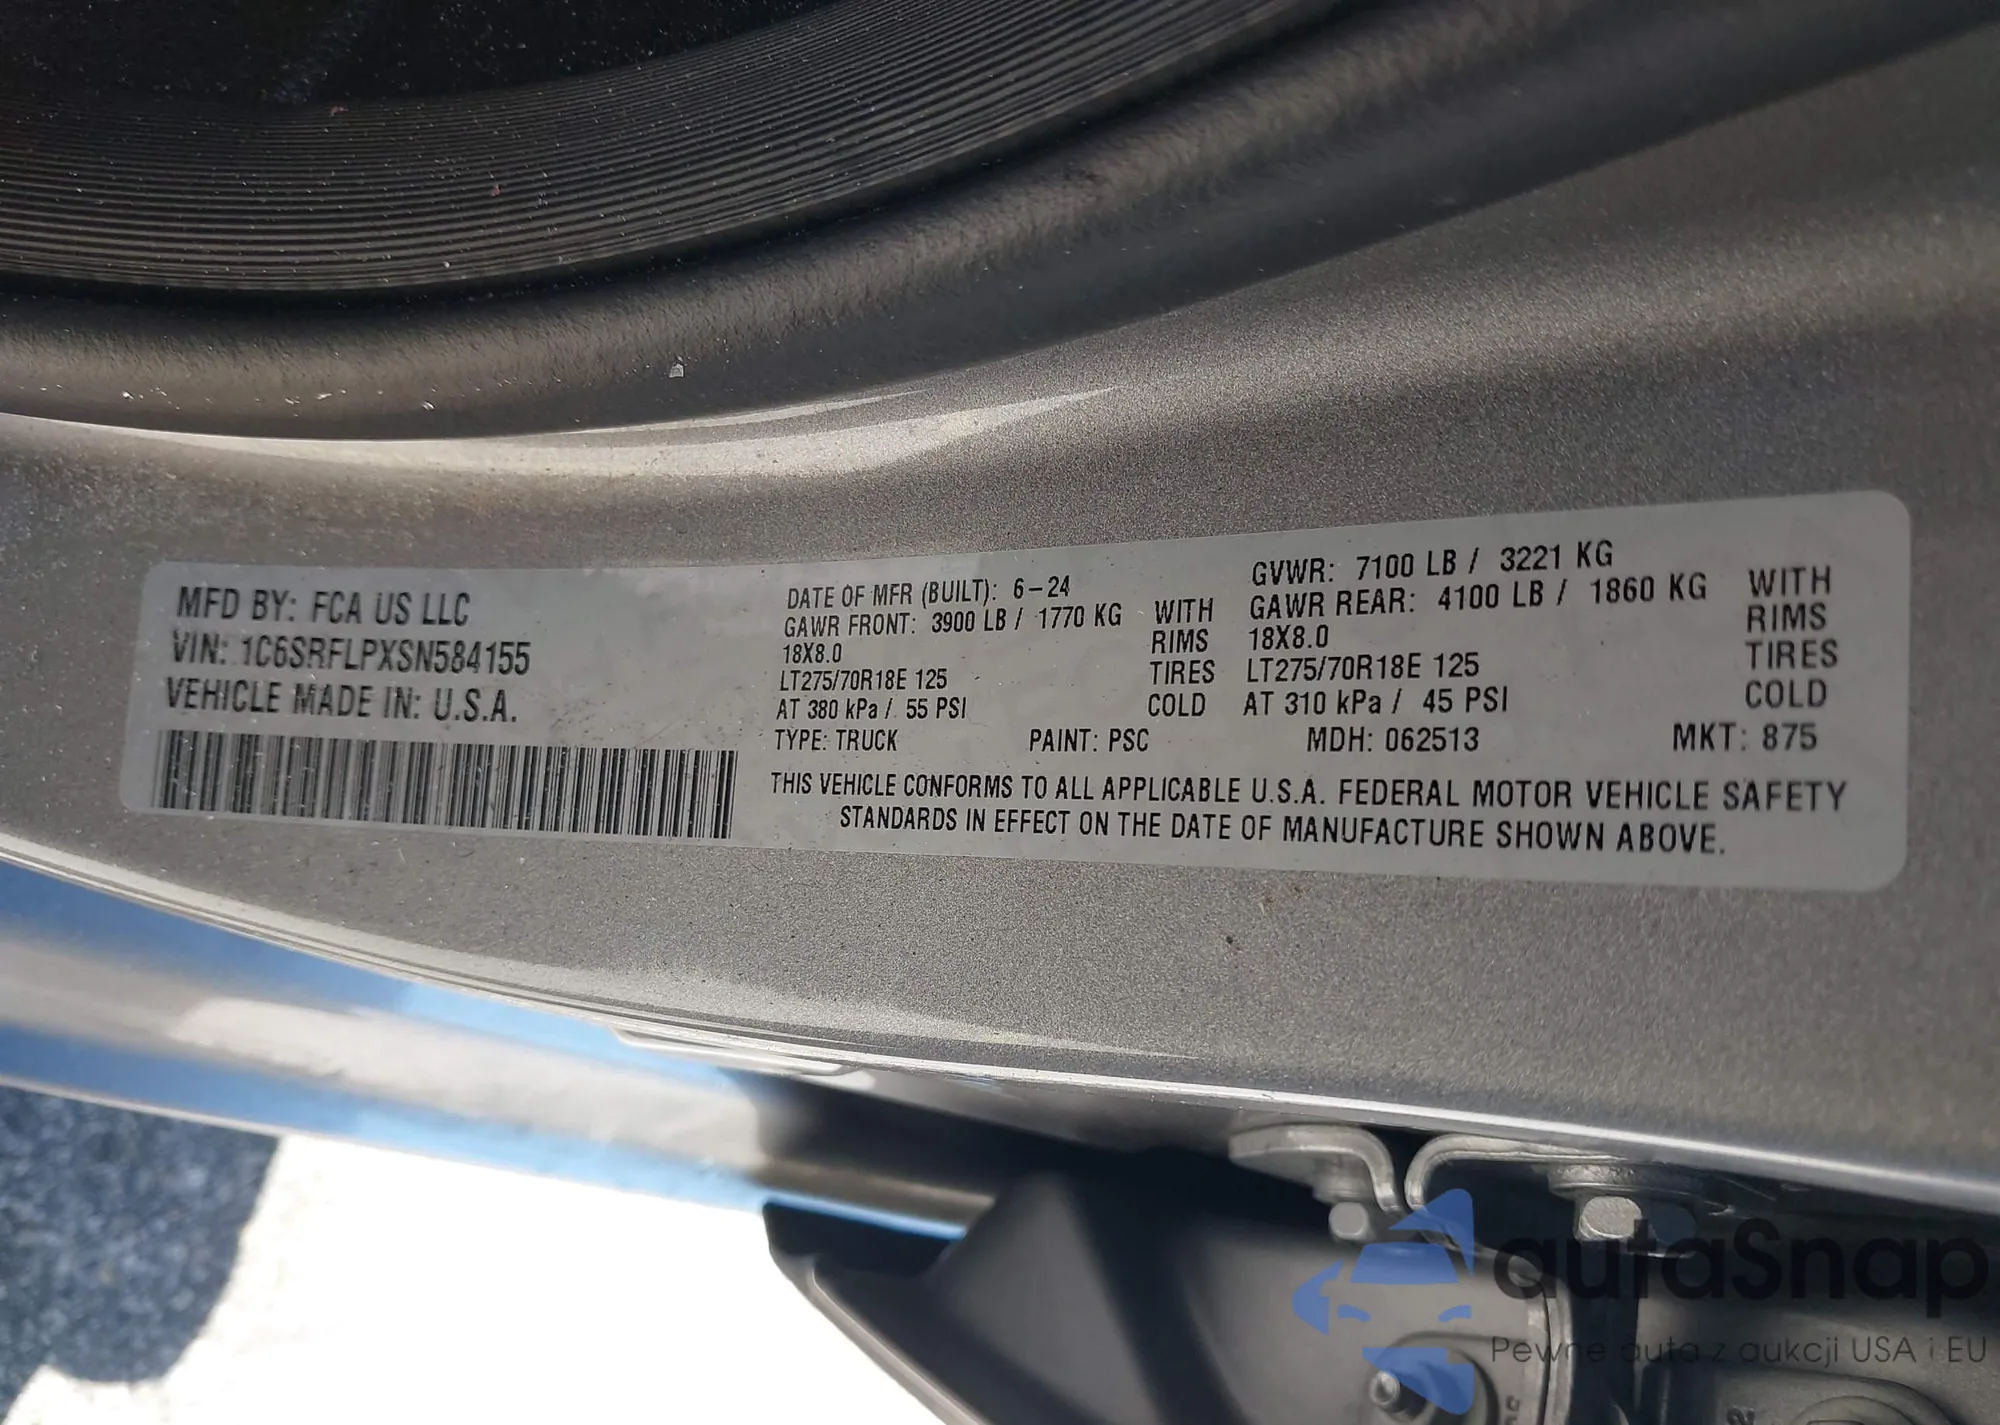 MFD BY: FCA US LLC
VIN: 1C6SRFLPXSN584155
VEHICLE MADE IN: U.S.A.
DATE OF MFR (BUILT): 6-24 GVWR: 7100 LB / 3221 KG
GAWR FRONT: 3900 LB / 1770 KG WITH GAWR REAR: 4100 LB / 1860 KG WITH
18X8.0 RIMS 18X8.0 RIMS
LT275/70R18E 125 TIRES LT275/70R18E 125 TIRES
AT 380 kPa / 55 PSI COLD AT 310 kPa / 45 PSI COLD
TYPE: TRUCK PAINT: PSC MDH: 062513 MKT: 875
THIS VEHICLE CONFORMS TO ALL APPLICABLE U.S.A. FEDERAL MOTOR VEHICLE SAFETY
STANDARDS IN EFFECT ON THE DATE OF MANUFACTURE SHOWN ABOVE.
autaSnap
Pewne auta z aukcji USA i EU